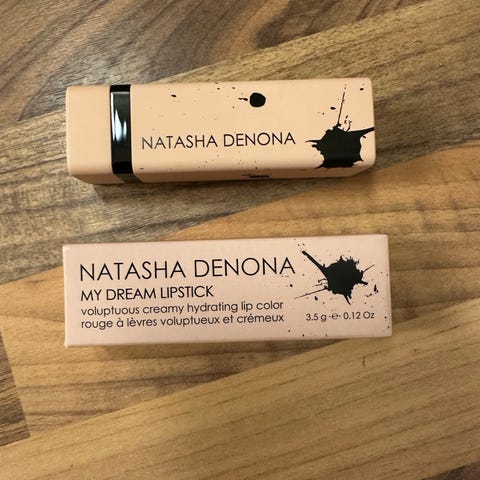 NATASHA DENONA
NATASHA DENONA
MY DREAM LIPSTICK
voluptuous creamy hydrating lip color
rouge à lèvres voluptueux et crémeux
3.5 g ℮ 0.12 Oz